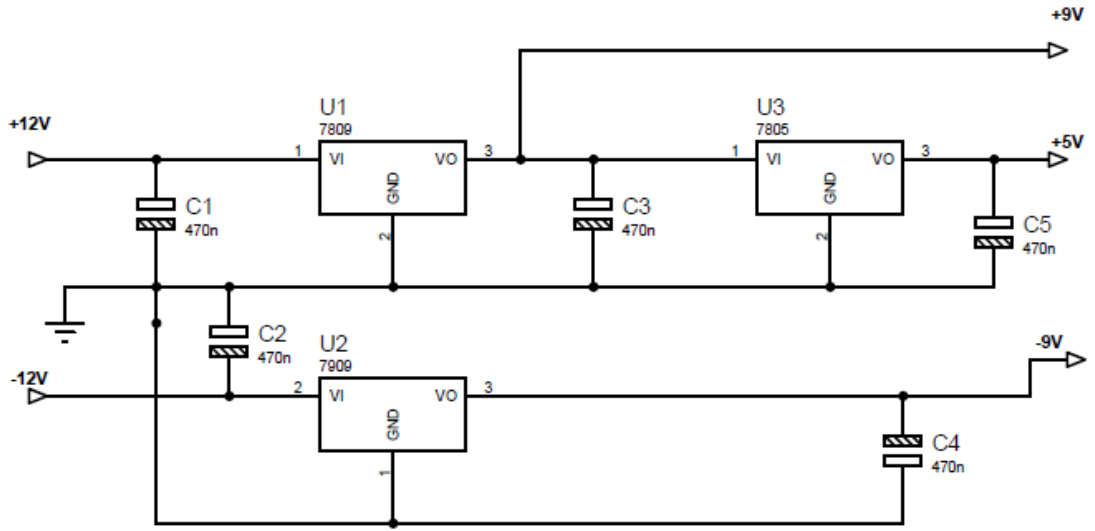 +9V
U1
7809
U3
7805
+12V
+5V
1
VI
VO
3
1
VI
VO
3
GND
GND
C1
470n
C3
470n
C5
470n
2
2
C2
470n
U2
7909
-9V
-12V
2
VI
VO
3
GND
C4
470n
1